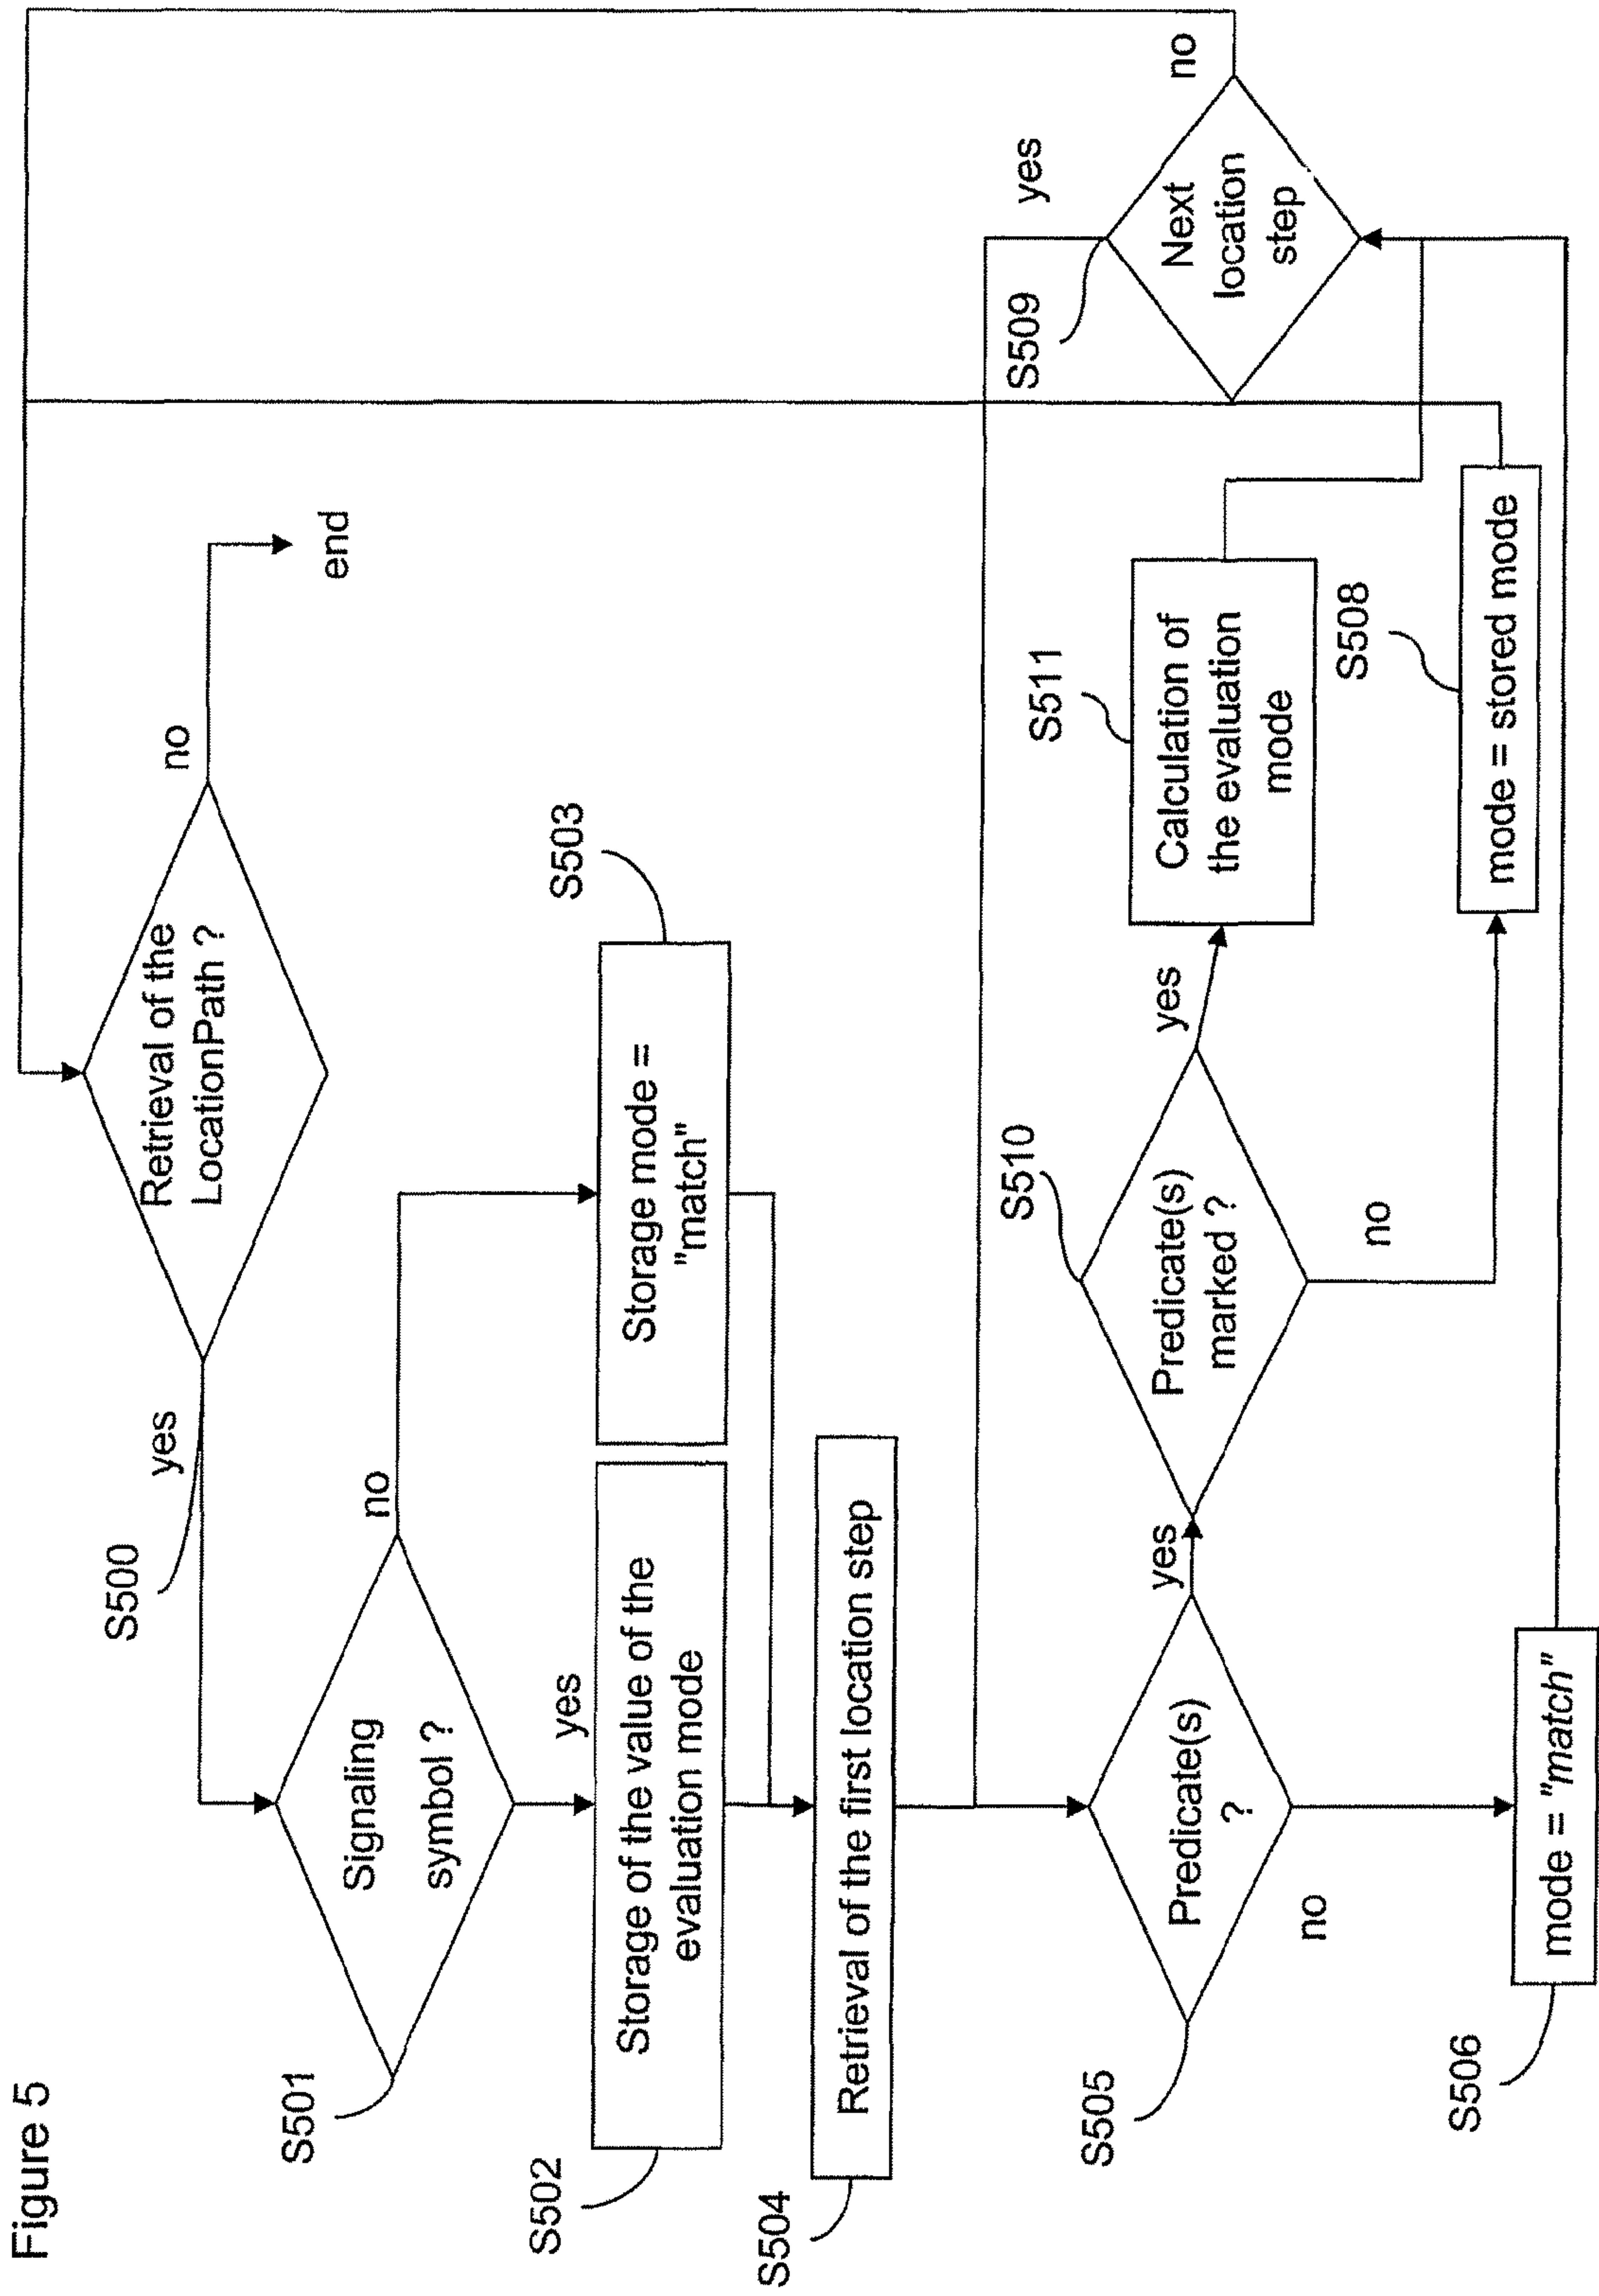 Figure 5
S500
Retrieval of the
LocationPath ?
yes
no
end
S501
Signaling
symbol ?
no
yes
S502
Storage of the value of the
evaluation mode
S503
Storage mode =
"match"
S504
Retrieval of the first location step
S505
Predicate(s)
?
yes
no
S506
mode = "match"
S510
Predicate(s)
marked ?
yes
no
S511
Calculation of
the evaluation
mode
S508
mode = stored mode
S509
Next
location
step
yes
no